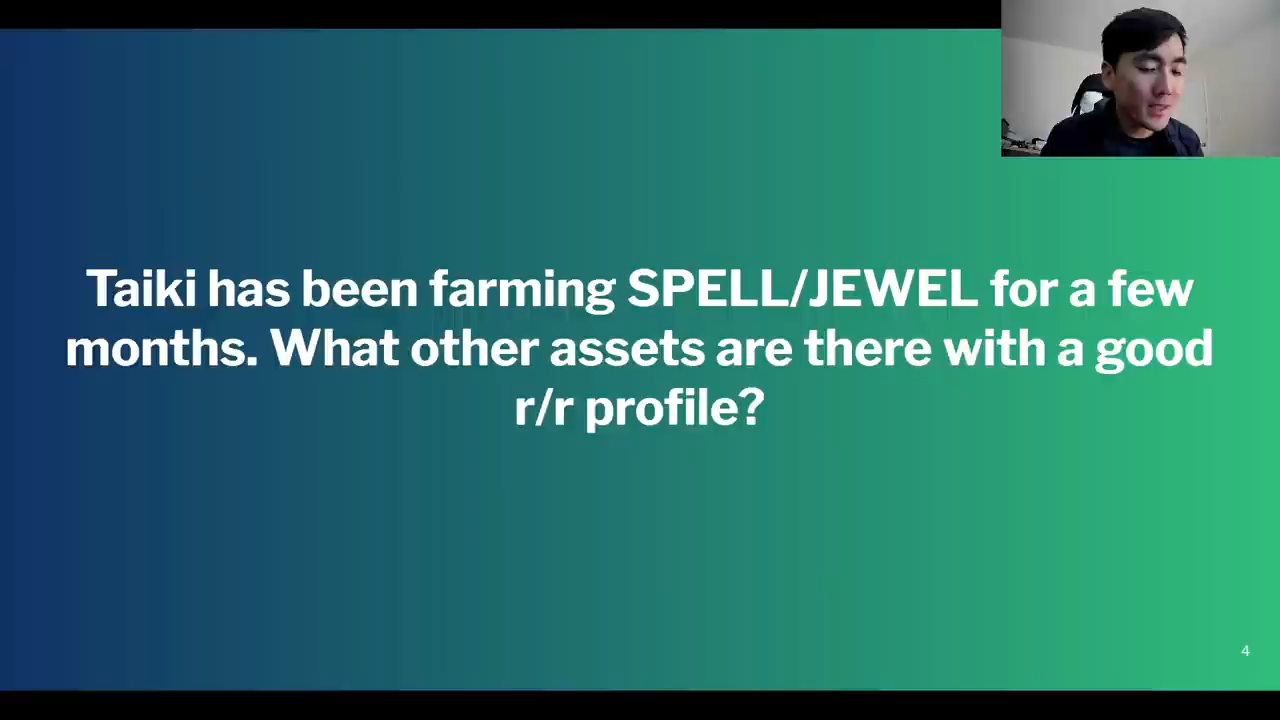 Taiki has been farming SPELL/JEWEL for a few
months. What other assets are there with a good
r/r profile?
4